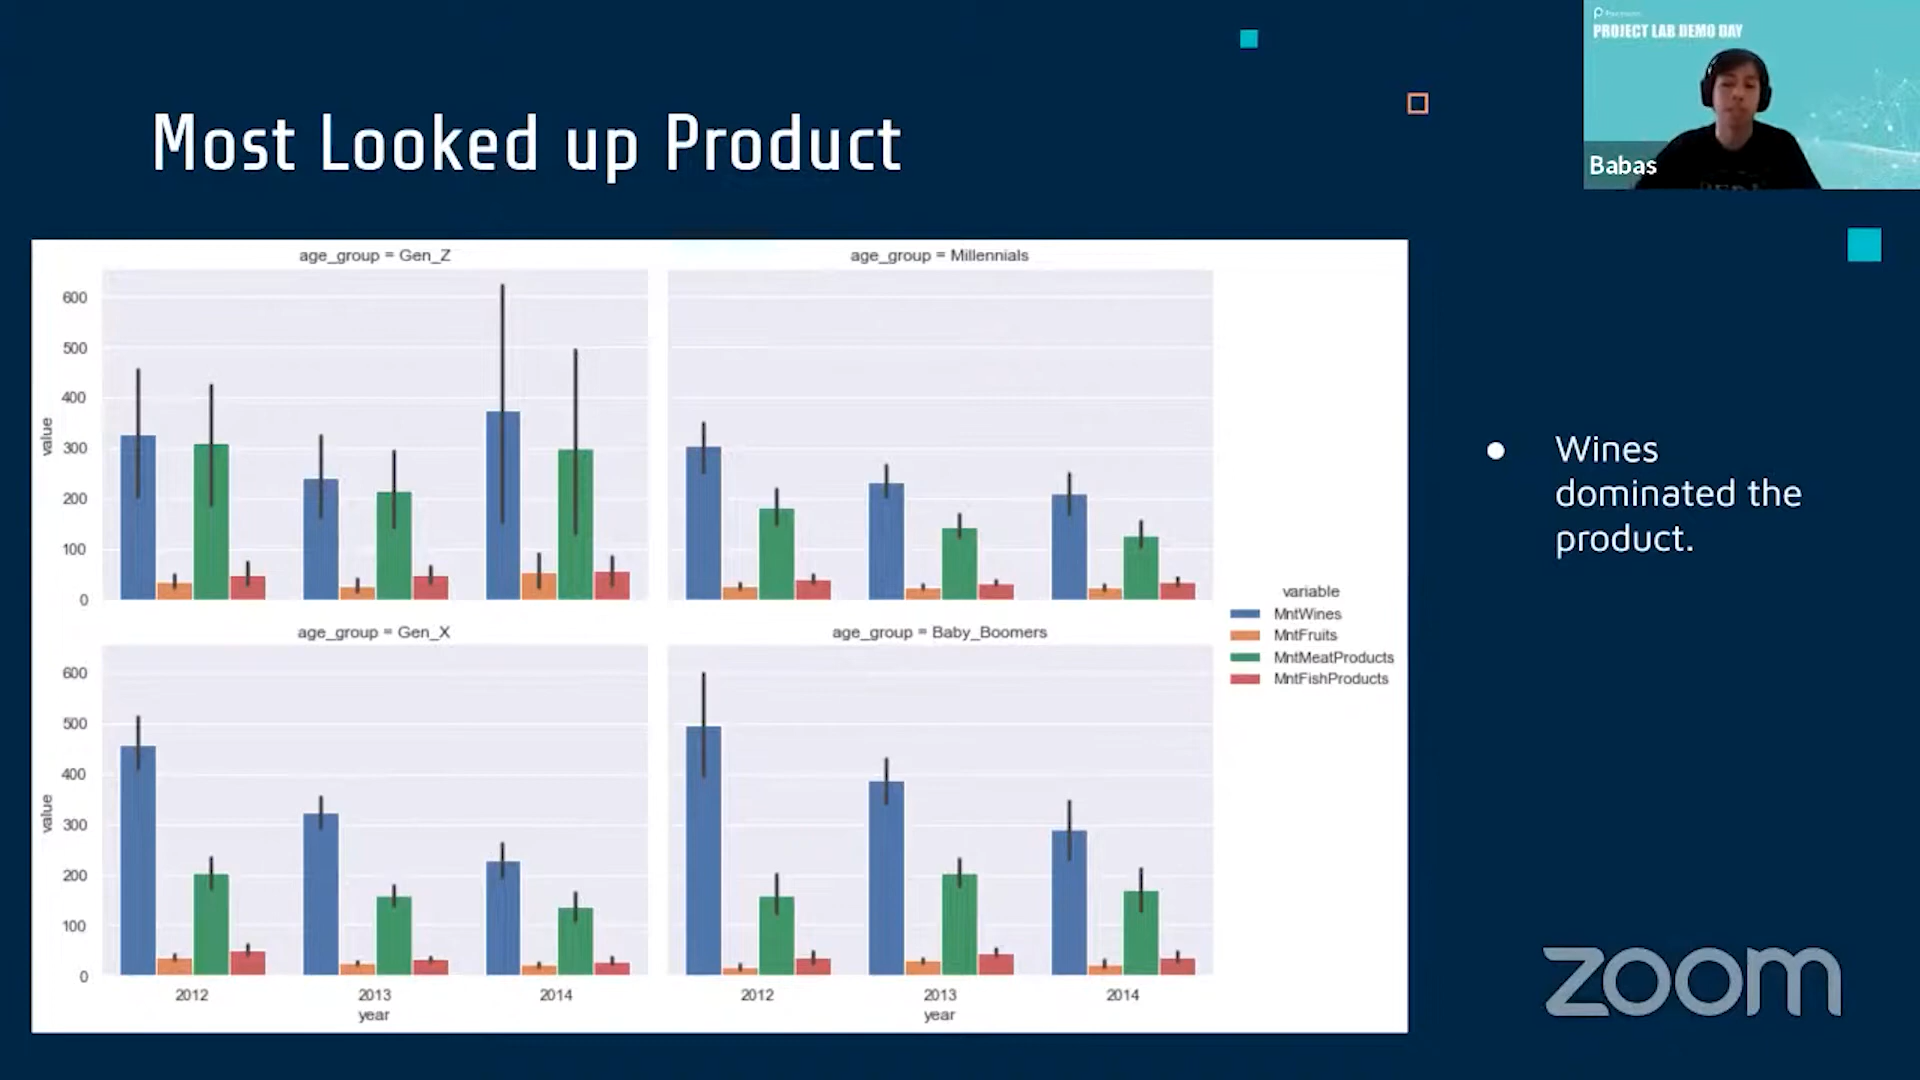 PROJECT LAB DEMO DAY
Babas
Most Looked up Product
age_group = Gen_Z
age_group = Millennials
600
500
400
300
200
100
0
value
age_group = Gen_X
age_group = Baby_Boomers
600
500
400
300
200
100
0
value
2012
2013
2014
year
2012
2013
2014
year
variable
MntWines
MntFruits
MntMeatProducts
MntFishProducts
Wines
dominated the
product.
zoom